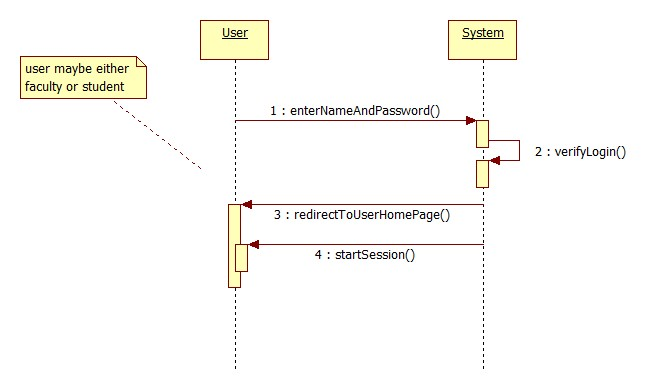 User
System
user maybe either
faculty or student
1 : enterNameAndPassword()
2 : verifyLogin()
3 : redirectToUserHomePage()
4 : startSession()